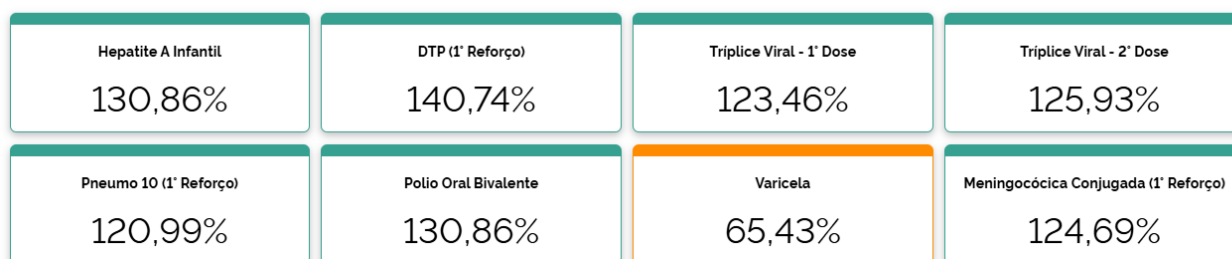 Hepatite A Infantil
130,86%
DTP (1° Reforço)
140,74%
Tríplice Viral - 1° Dose
123,46%
Tríplice Viral - 2° Dose
125,93%
Pneumo 10 (1° Reforço)
120,99%
Polio Oral Bivalente
130,86%
Varicela
65,43%
Meningocócica Conjugada (1° Reforço)
124,69%